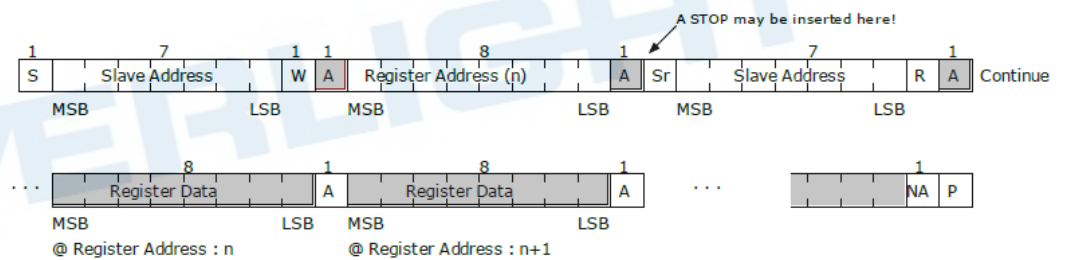 A STOP may be inserted here!
1 7 1 1 8 1 7 1
S Slave Address W A Register Address (n) A Sr Slave Address R A Continue
MSB LSB MSB LSB MSB LSB
8 1 8 1 1
... Register Data A Register Data A ... NA P
MSB LSB MSB LSB
@ Register Address : n @ Register Address : n+1
VERLIGHT